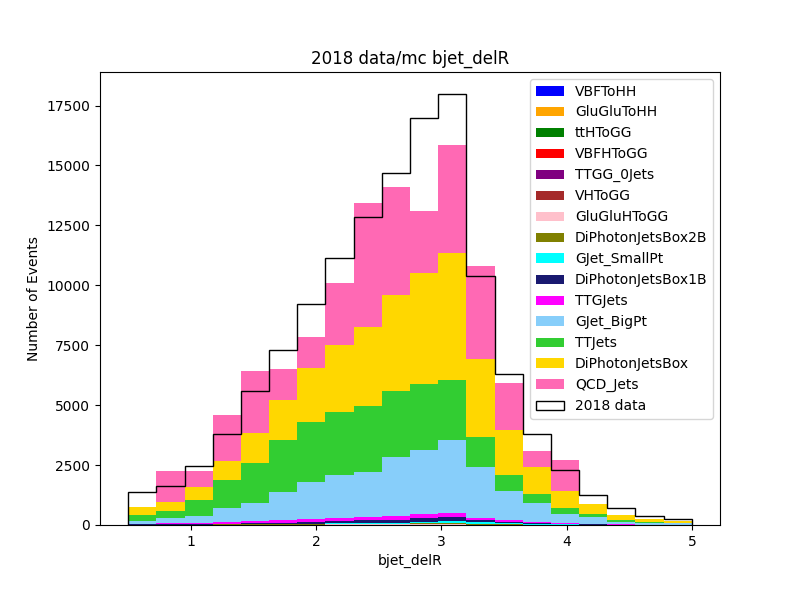 2018 data/mc bjet_delR
Number of Events
17500
15000
12500
10000
7500
5000
2500
0
1
2
3
4
5
bjet_delR
VBFToHH
GluGluToHH
ttHToGG
VBFHToGG
TTGG_0Jets
VHToGG
GluGluHToGG
DiPhotonJetsBox2B
GJet_SmallPt
DiPhotonJetsBox1B
TTGJets
GJet_BigPt
TTJets
DiPhotonJetsBox
QCD_Jets
2018 data